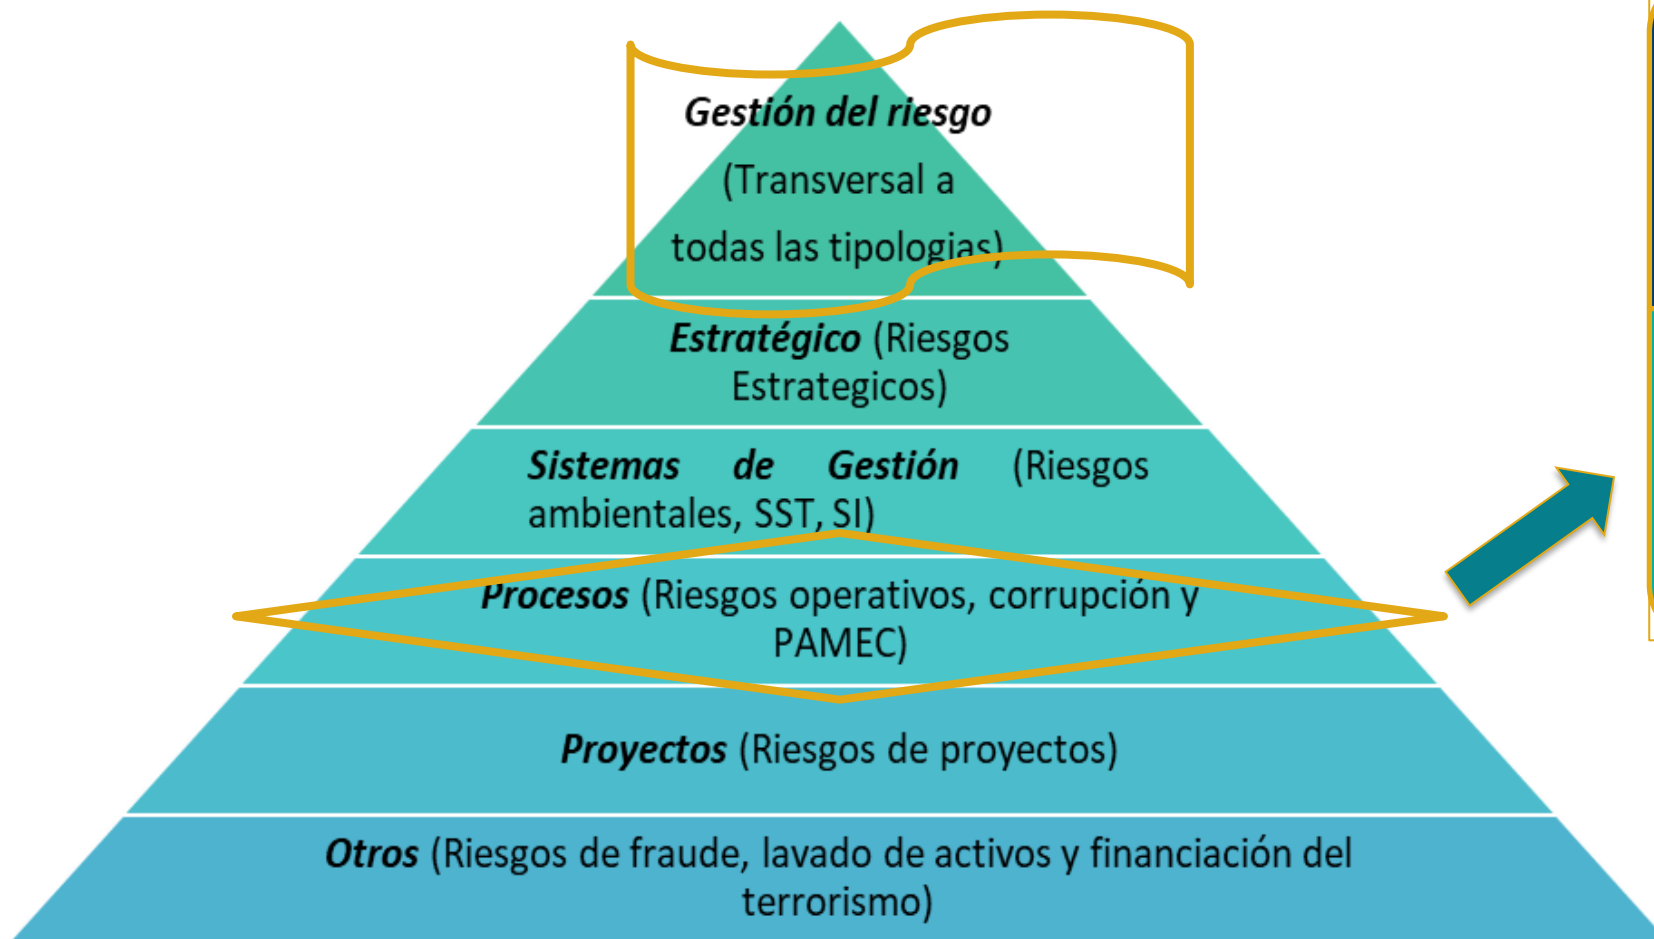 Gestión del riesgo
(Transversal a
todas las tipologias)
Estratégico (Riesgos
Estrategicos)
Sistemas de Gestión (Riesgos
ambientales, SST, SI)
Procesos (Riesgos operativos, corrupción y
PAMEC)
Proyectos (Riesgos de proyectos)
Otros (Riesgos de fraude, lavado de activos y financiación del
terrorismo)